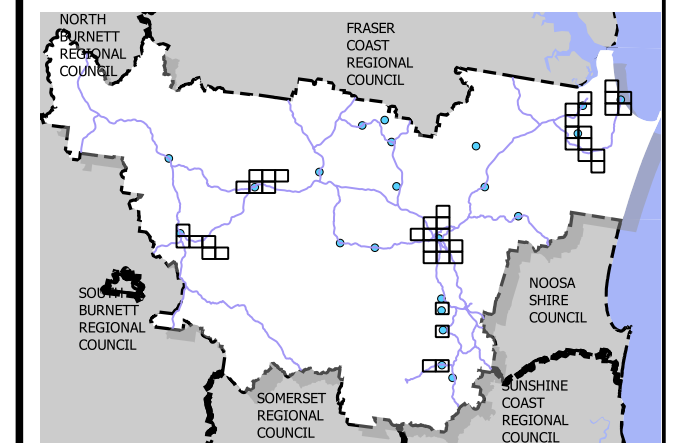 NORTH
BURNETT
REGIONAL
COUNCIL
FRASER
COAST
REGIONAL
COUNCIL
SOUTH
BURNETT
REGIONAL
COUNCIL
NOOSA
SHIRE
COUNCIL
SOMERSET
REGIONAL
COUNCIL
SUNSHINE
COAST
REGIONAL
COUNCIL